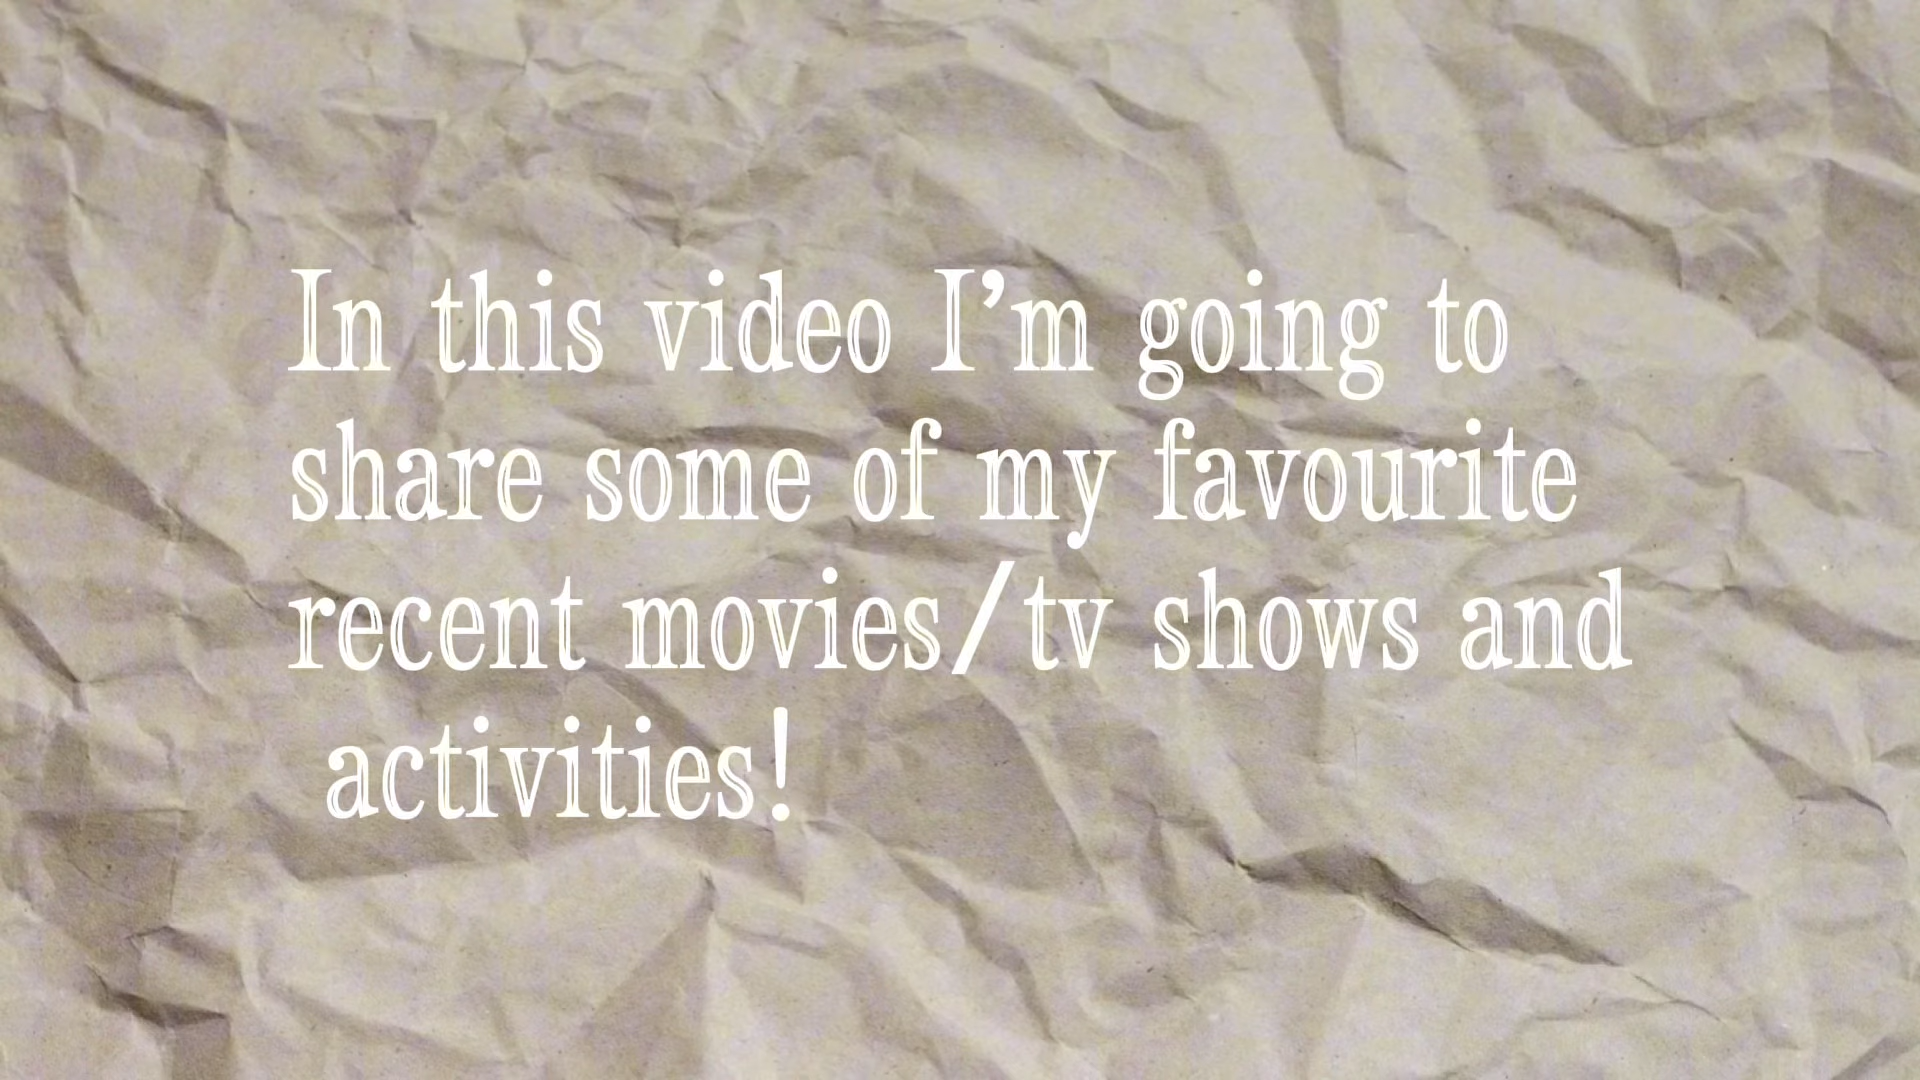 In this video I’m going to
share some of my favourite
recent movies/tv shows and
activities!